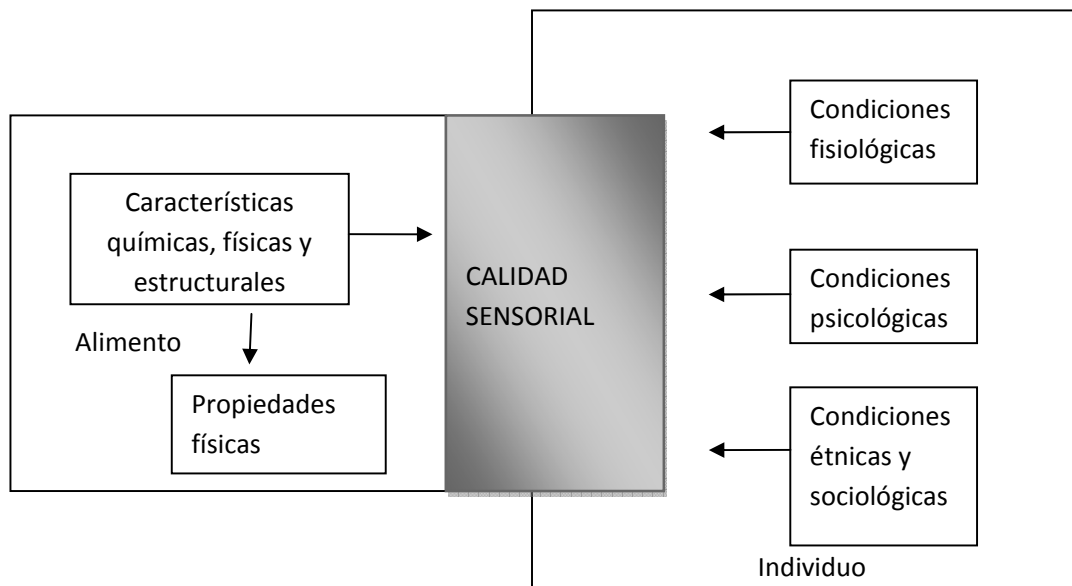 Características
químicas, físicas y
estructurales
Alimento
Propiedades
físicas
CALIDAD
SENSORIAL
Condiciones
fisiológicas
Condiciones
psicológicas
Condiciones
étnicas y
sociológicas
Individuo